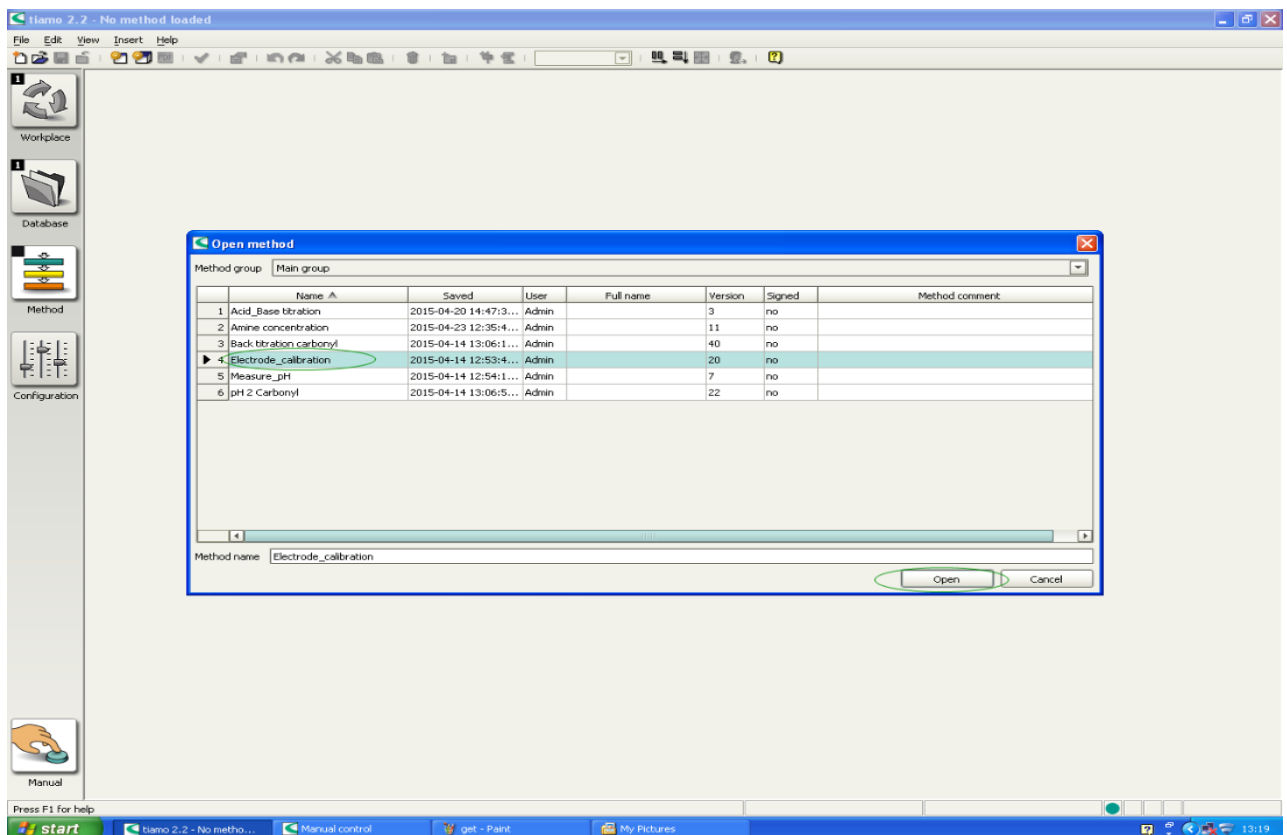 tiamo 2.2 - No method loaded
File Edit View Insert Help
1
Workplace
1
Database
Method
Configuration
Open method
Method group Main group
Name Saved User Full name Version Signed Method comment
1 Acid_Base titration 2015-04-20 14:47:3... Admin 3 no
2 Amine concentration 2015-04-23 12:35:4... Admin 11 no
3 Back titration carbonyl 2015-04-14 13:06:1... Admin 40 no
4 Electrode_calibration 2015-04-14 12:53:4... Admin 20 no
5 Measure_pH 2015-04-14 12:54:1... Admin 7 no
6 pH 2 Carbonyl 2015-04-14 13:06:5... Admin 22 no
Method name Electrode_calibration
Open Cancel
Manual
Press F1 for help
start tiamo 2.2 - No metho... Manual control get - Paint My Pictures 13:19